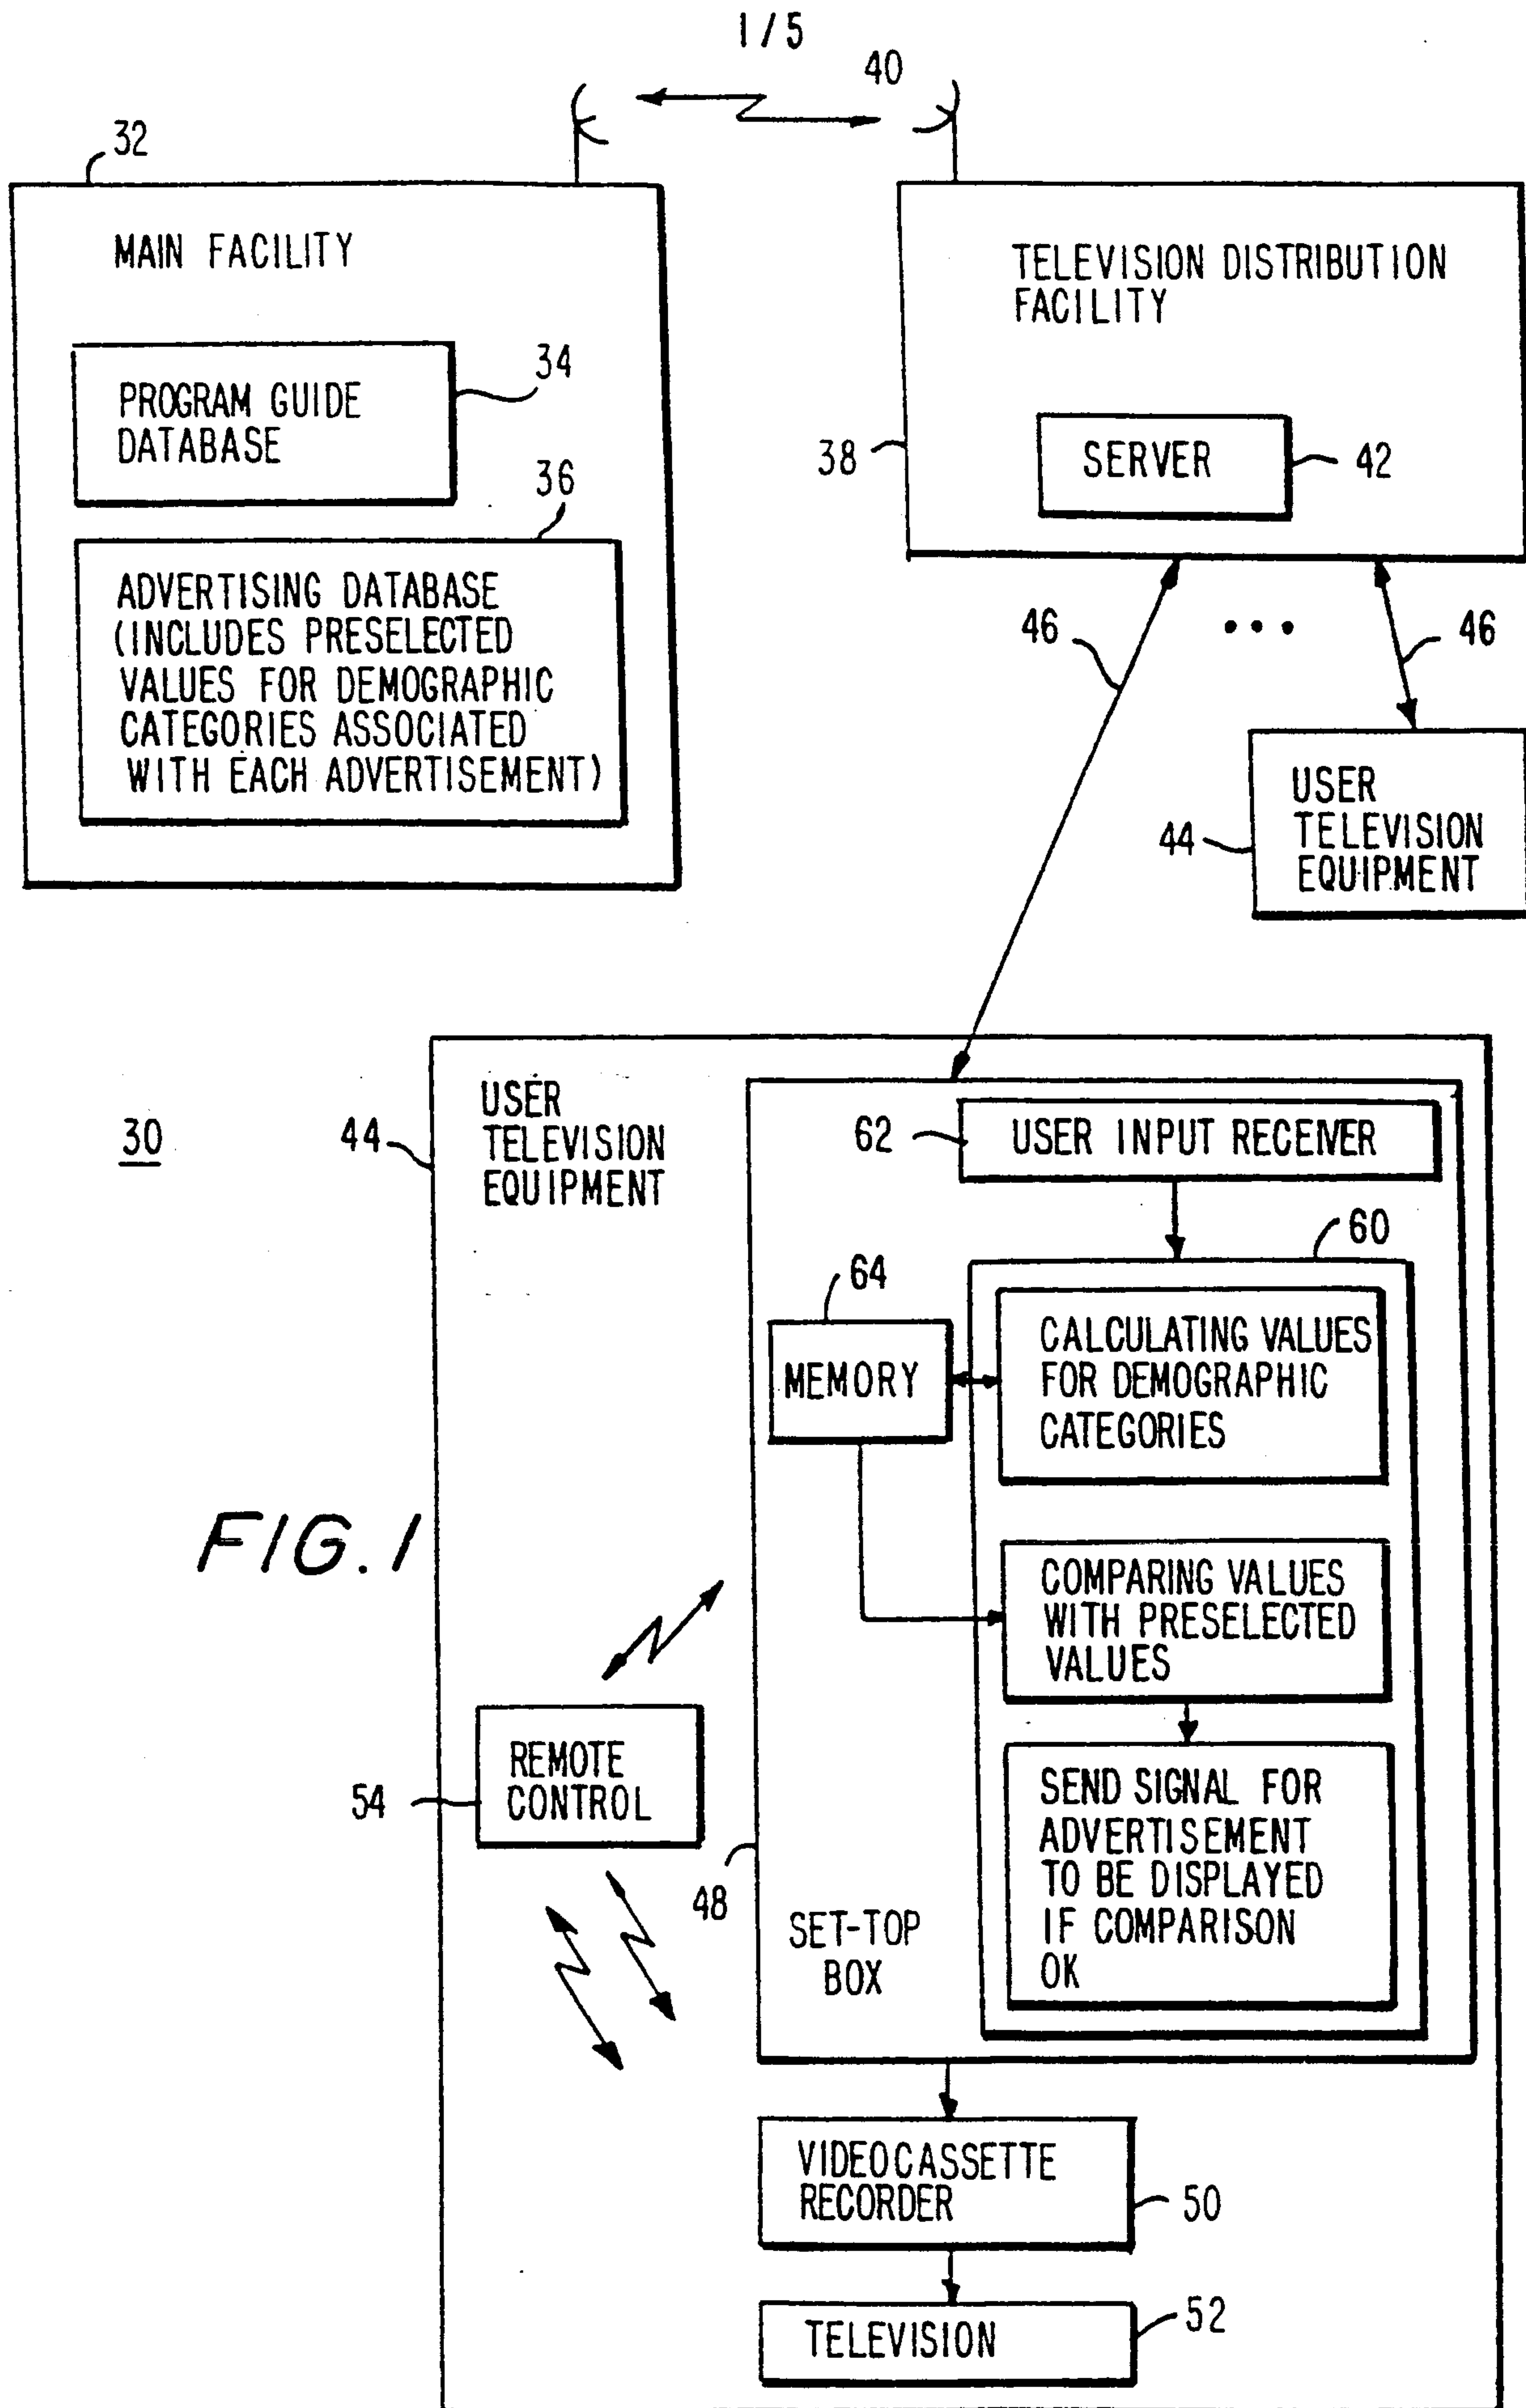 1/5
40
32
MAIN FACILITY
TELEVISION DISTRIBUTION
FACILITY
34
PROGRAM GUIDE
DATABASE
38
SERVER
42
36
ADVERTISING DATABASE
(INCLUDES PRESELECTED
VALUES FOR DEMOGRAPHIC
CATEGORIES ASSOCIATED
WITH EACH ADVERTISEMENT)
46
...
46
USER
TELEVISION
EQUIPMENT
44
30
44
USER
TELEVISION
EQUIPMENT
62
USER INPUT RECEIVER
60
64
MEMORY
CALCULATING VALUES
FOR DEMOGRAPHIC
CATEGORIES
FIG. 1
COMPARING VALUES
WITH PRESELECTED
VALUES
REMOTE
CONTROL
54
SEND SIGNAL FOR
ADVERTISEMENT
TO BE DISPLAYED
IF COMPARISON
OK
48
SET-TOP
BOX
VIDEOCASSETTE
RECORDER
50
TELEVISION
52